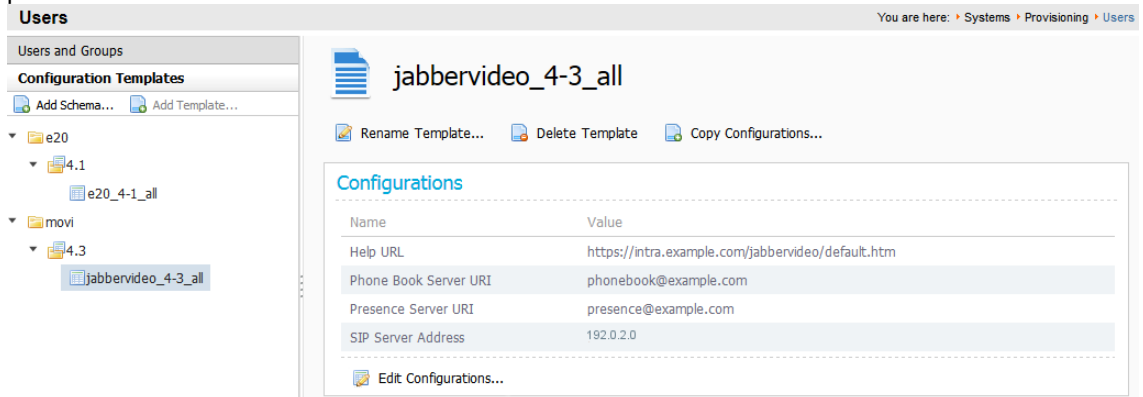 Users
You are here: Systems Provisioning Users
Users and Groups
Configuration Templates
Add Schema... Add Template...
e20
4.1
e20_4-1_all
movi
4.3
jabbervideo_4-3_all
jabbervideo_4-3_all
Rename Template... Delete Template Copy Configurations...
Configurations
Name Value
Help URL https://intra.example.com/jabbervideo/default.htm
Phone Book Server URI phonebook@example.com
Presence Server URI presence@example.com
SIP Server Address 192.0.2.0
Edit Configurations...